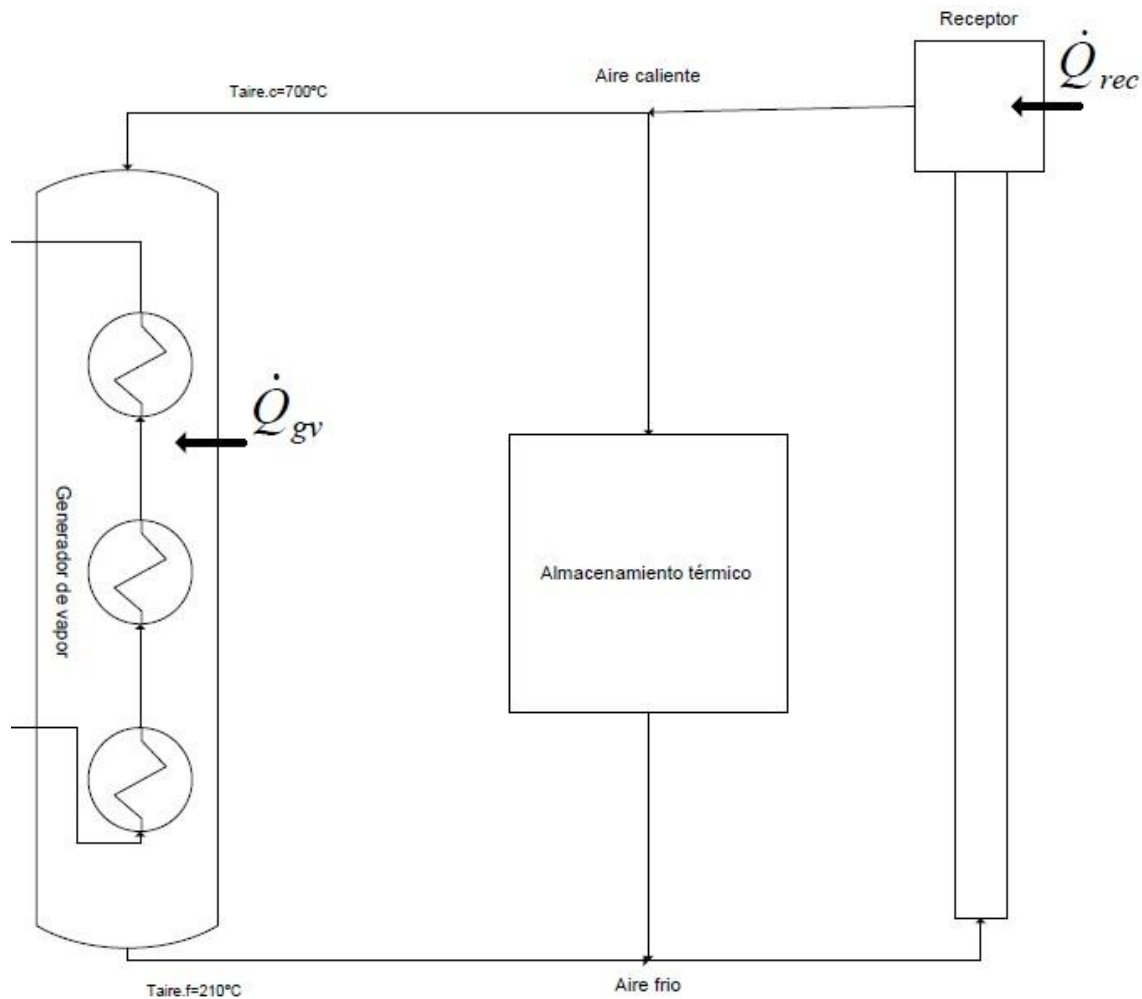 Receptor
Q̇ rec
Aire caliente
Taire.c=700ºC
Q̇ gv
Generador de vapor
Almacenamiento térmico
Aire frio
Taire.f=210ºC